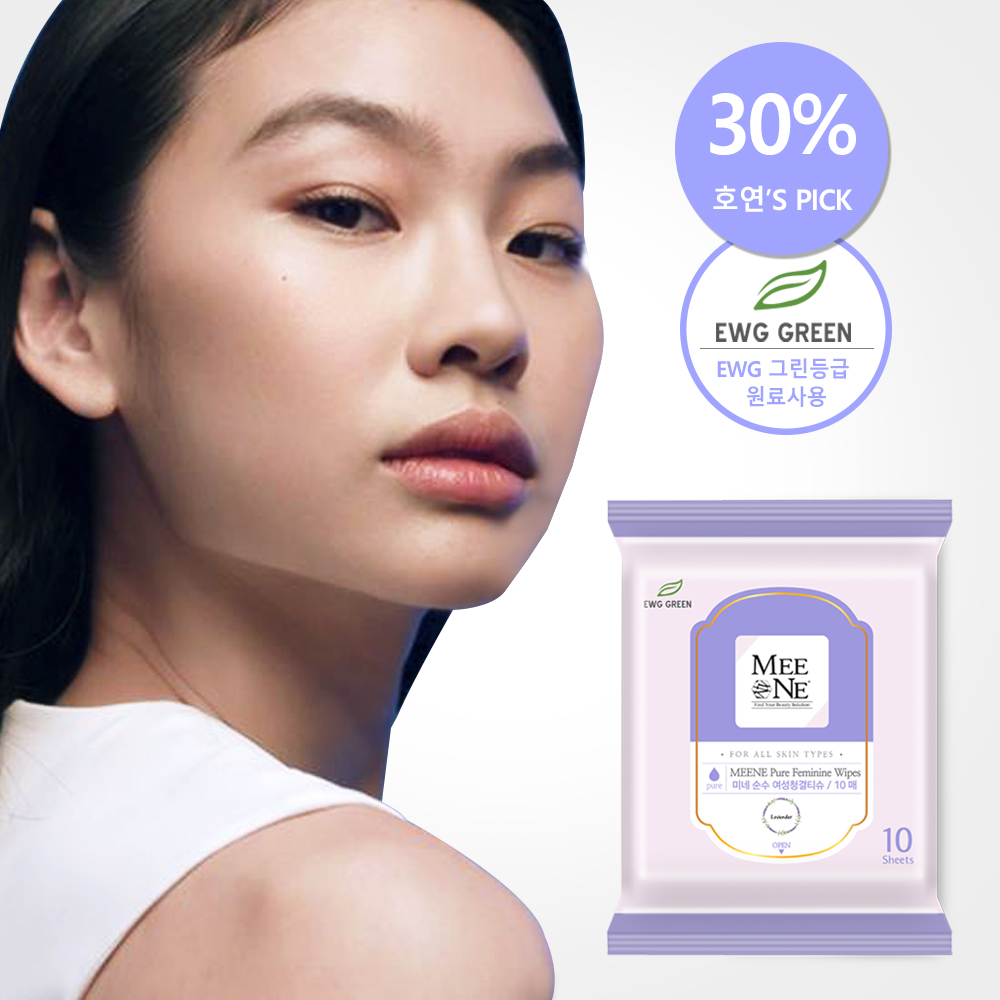 30%
호연'S PICK
EWG GREEN
EWG 그린등급
원료사용
EWG GREEN
MEE
NE
Find Your Beauty Solution
• FOR ALL SKIN TYPES •
pure
MEENE Pure Feminine Wipes
미네 순수 여성청결티슈 / 10 매
Lavender
OPEN
10
Sheets